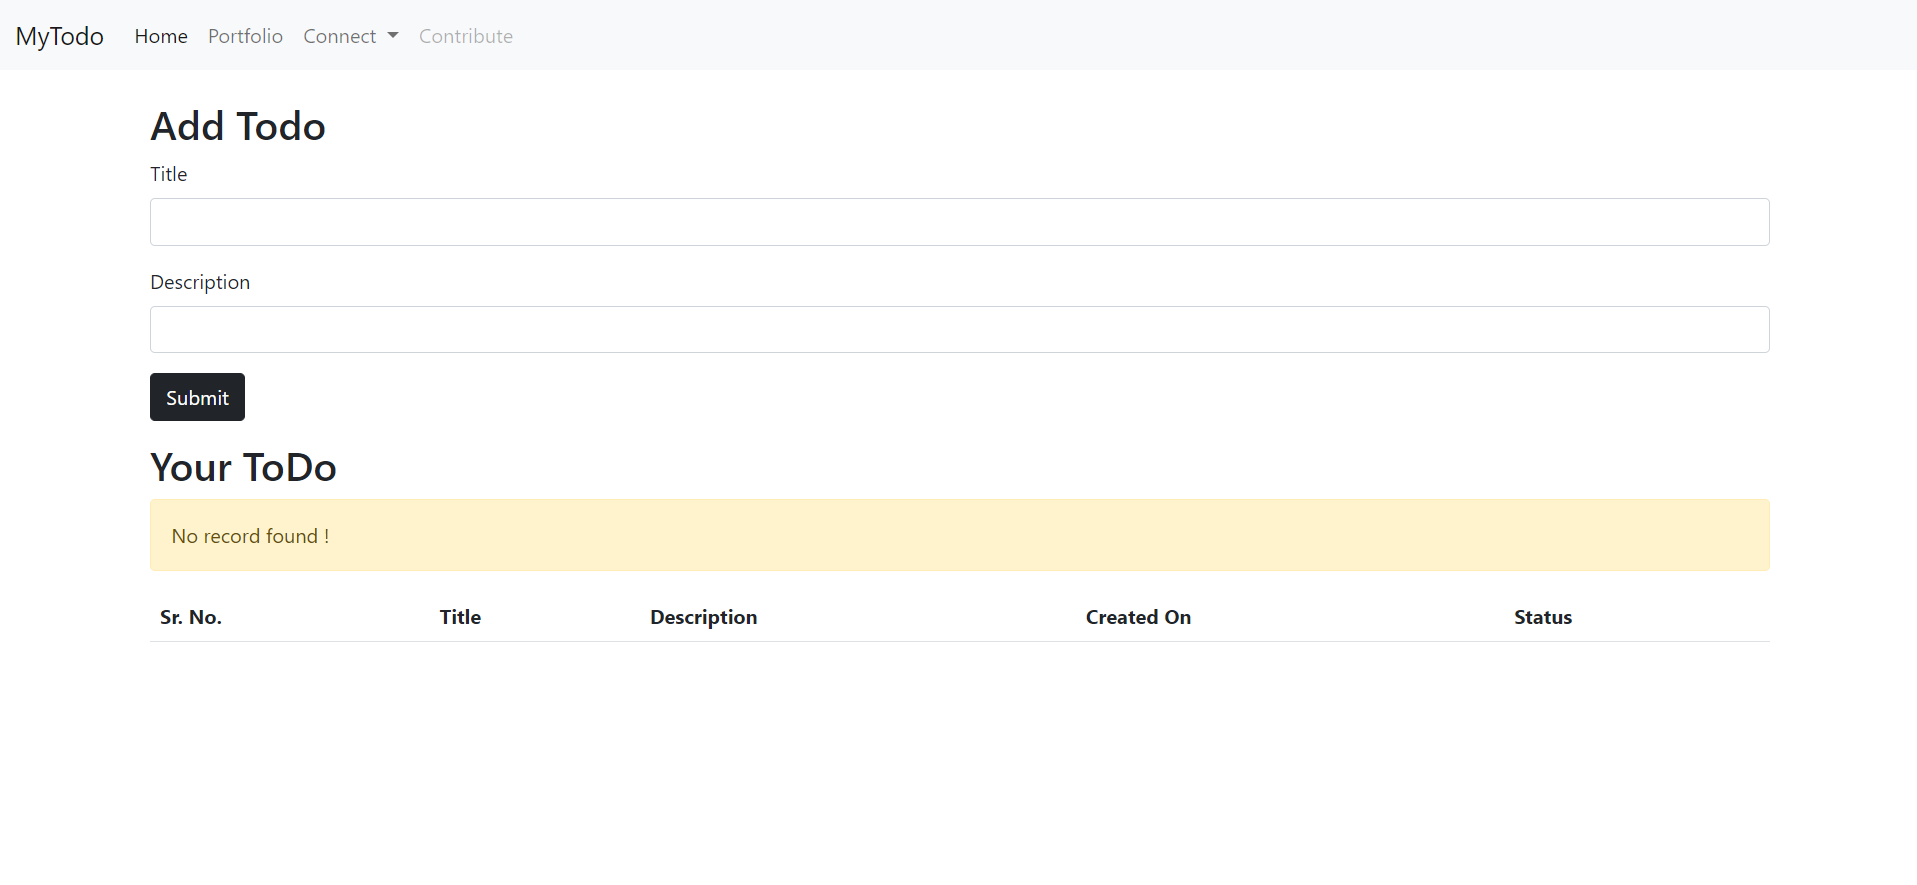 MyTodo Home Portfolio Connect Contribute
Add Todo
Title
Description
Submit
Your ToDo
No record found !
Sr. No. Title Description Created On Status